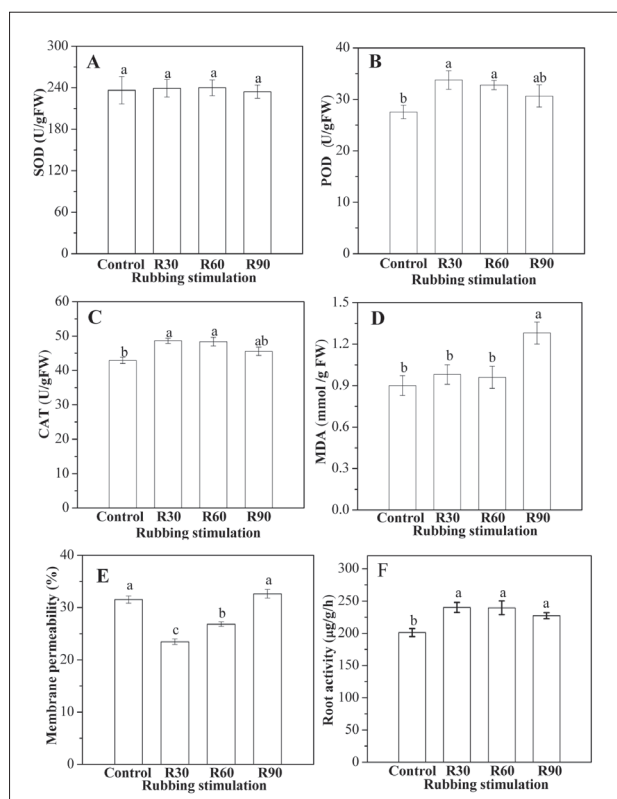 A
SOD (U/gFW)
300
240
180
120
60
0
a a a a
Control R30 R60 R90
Rubbing stimulation
B
POD (U/gFW)
40
30
20
10
0
b a a ab
Control R30 R60 R90
Rubbing stimulation
C
CAT (U/gFW)
60
50
40
30
20
10
0
b a a ab
Control R30 R60 R90
Rubbing stimulation
D
MDA (mmol /g FW)
1.5
1.2
0.9
0.6
0.3
0.0
b b b a
Control R30 R60 R90
Rubbing stimulation
E
Membrane permeability (%)
40
30
20
10
0
a c b a
Control R30 R60 R90
Rubbing stimulation
F
Root activity (μg/g/h)
300
250
200
150
100
50
0
b a a a
Control R30 R60 R90
Rubbing stimulation